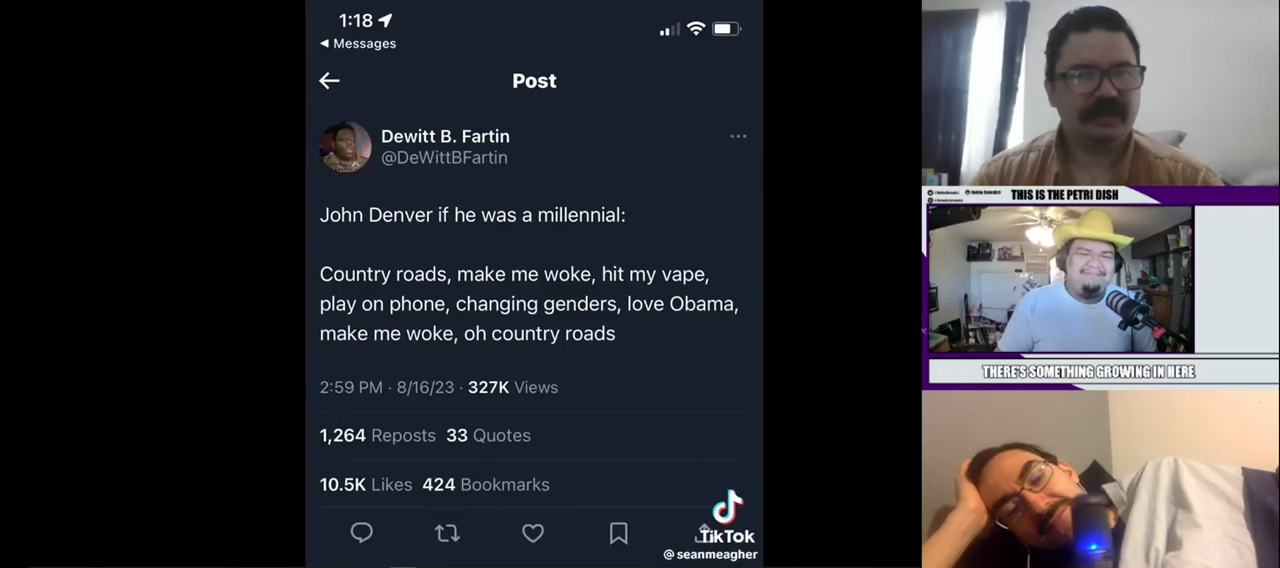 1:18
Messages
Post
Dewitt B. Fartin
@DeWittBFartin
John Denver if he was a millennial:
Country roads, make me woke, hit my vape,
play on phone, changing genders, love Obama,
make me woke, oh country roads
2:59 PM · 8/16/23 · 327K Views
1,264 Reposts 33 Quotes
10.5K Likes 424 Bookmarks
TikTok
@seanmeagher
THIS IS THE PETRI DISH
THERE'S SOMETHING GROWING IN HERE